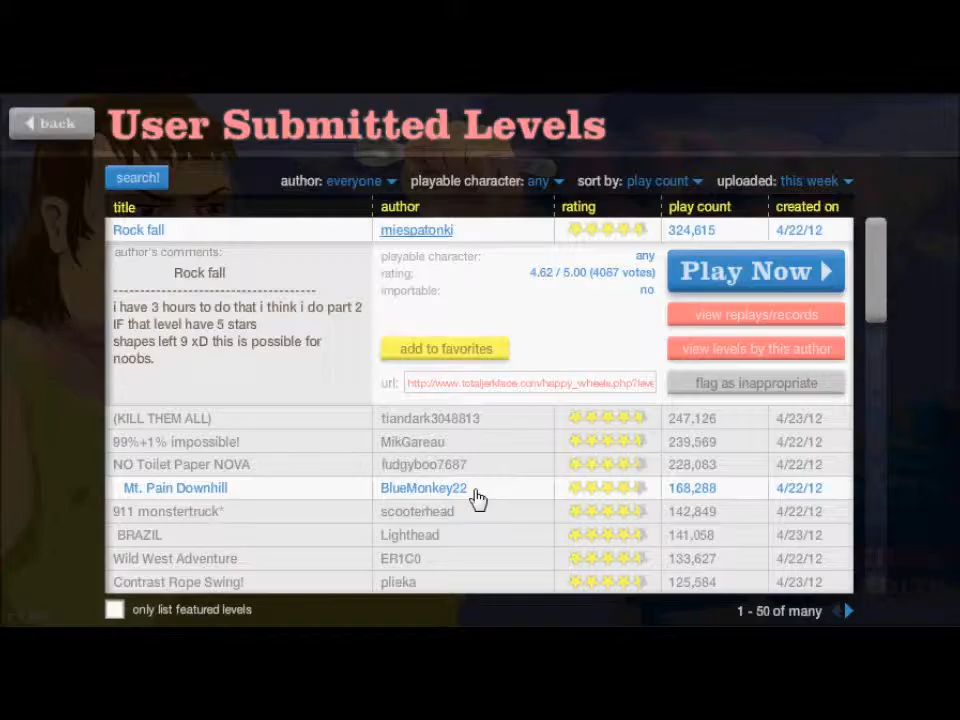 back
User Submitted Levels
search!
author: everyone playable character: any sort by: play count uploaded: this week
title author rating play count created on
Rock fall miespatonki 324,615 4/22/12
author's comments:
Rock fall
------------------------------------
i have 3 hours to do that i think i do part 2
IF that level have 5 stars
shapes left 9 xD this is possible for
noobs.
playable character: any
rating: 4.62 / 5.00 (4087 votes)
importable: no
add to favorites
url: http://www.totaljerkface.com/happy_wheels.php?leve
Play Now
view replays/records
view levels by this author
flag as inappropriate
(KILL THEM ALL) tiandark3048813 247,126 4/23/12
99%+1% impossible! MikGareau 239,569 4/22/12
NO Toilet Paper NOVA fudgyboo7687 228,083 4/22/12
Mt. Pain Downhill BlueMonkey22 168,288 4/22/12
911 monstertruck* scooterhead 142,849 4/23/12
BRAZIL Lighthead 141,058 4/23/12
Wild West Adventure ER1C0 133,627 4/22/12
Contrast Rope Swing! plieka 125,584 4/23/12
only list featured levels
1 - 50 of many